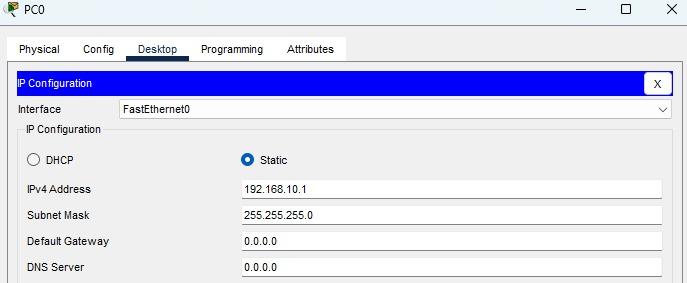 PC0
Physical Config Desktop Programming Attributes
IP Configuration X
Interface FastEthernet0
IP Configuration
DHCP Static
IPv4 Address 192.168.10.1
Subnet Mask 255.255.255.0
Default Gateway 0.0.0.0
DNS Server 0.0.0.0